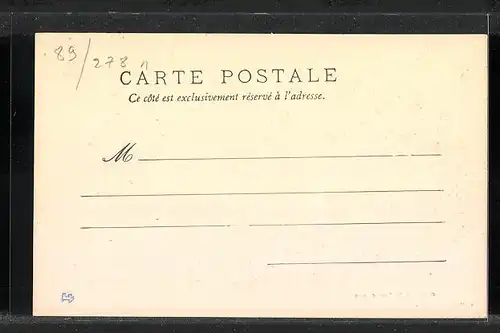 89/278
CARTE POSTALE
Ce côté est exclusivement réservé à l'adresse.
M